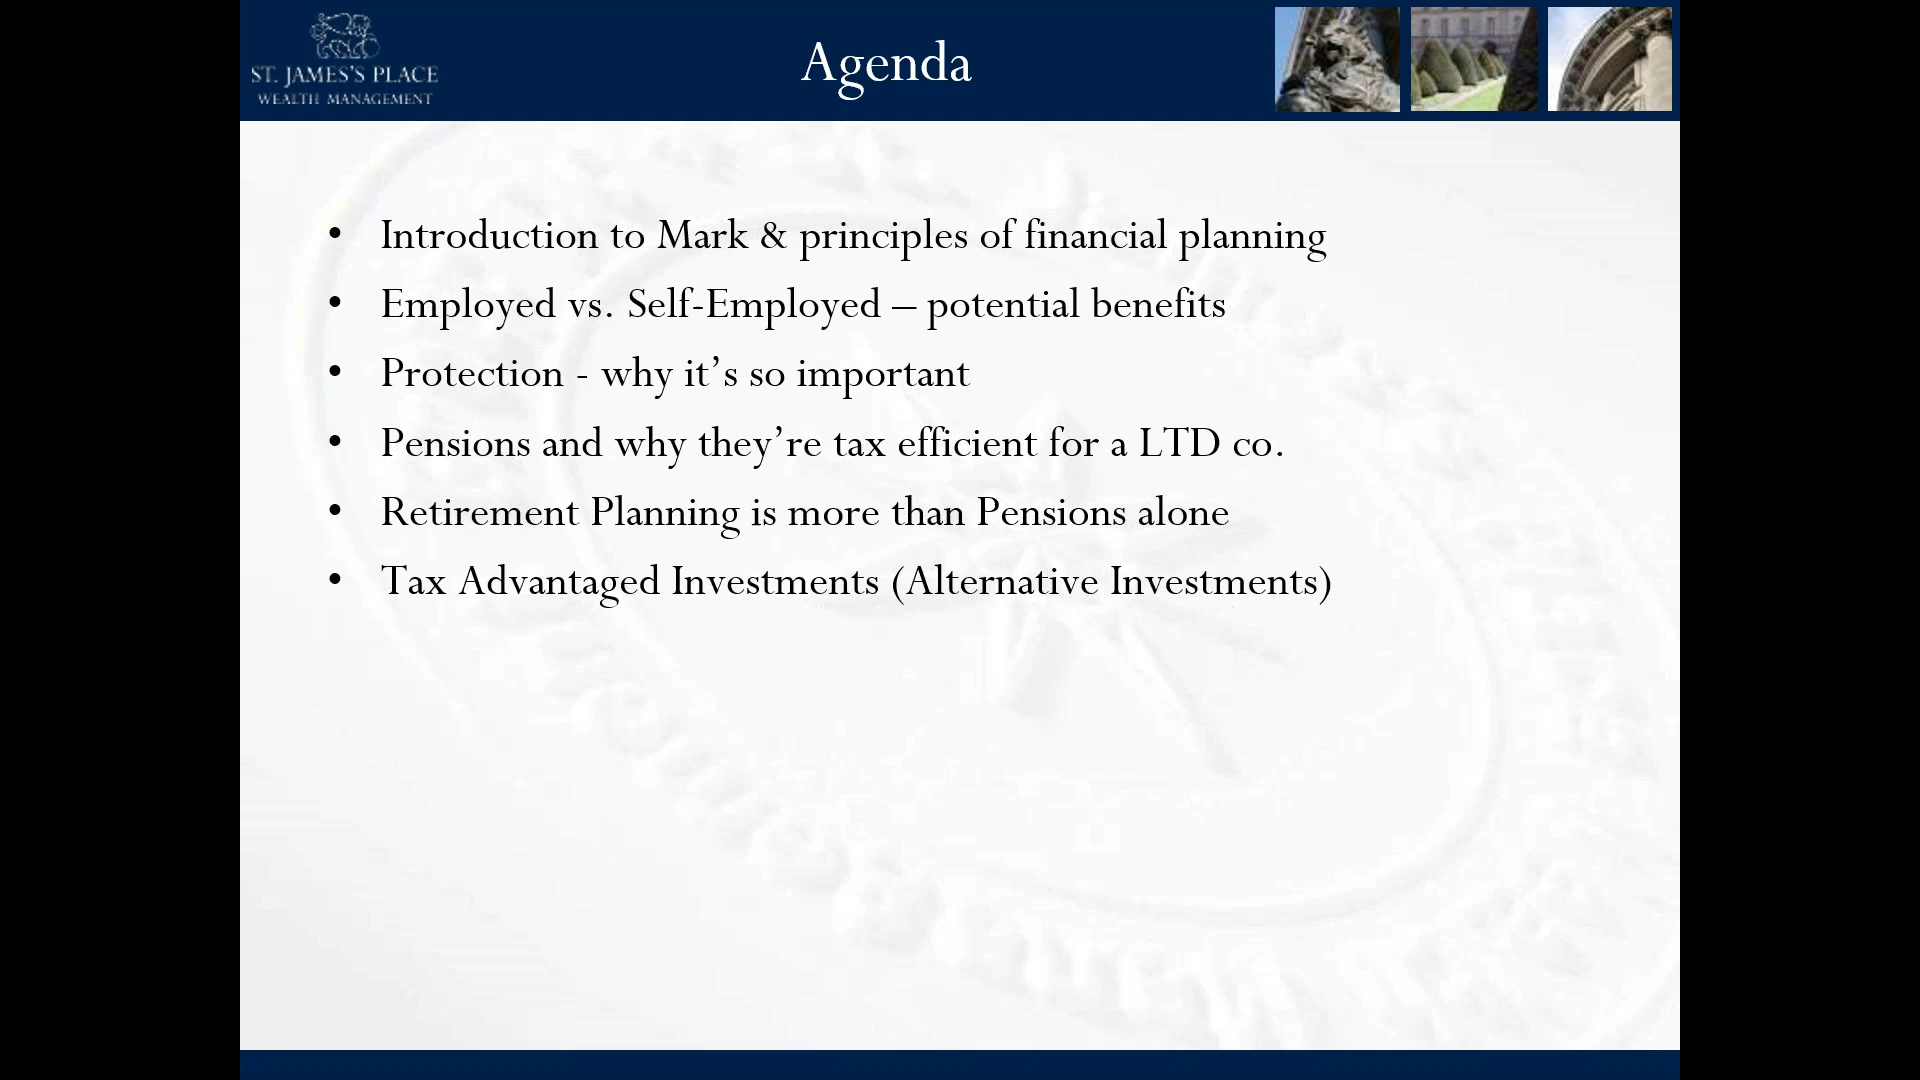 ST. JAMES'S PLACE
WEALTH MANAGEMENT
Agenda
• Introduction to Mark & principles of financial planning
• Employed vs. Self-Employed – potential benefits
• Protection - why it’s so important
• Pensions and why they’re tax efficient for a LTD co.
• Retirement Planning is more than Pensions alone
• Tax Advantaged Investments (Alternative Investments)